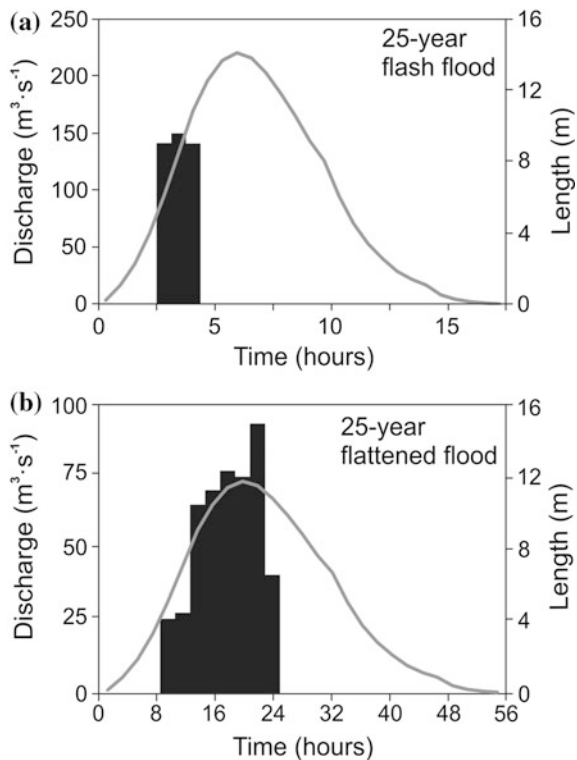 (a)
250
200
150
100
50
0
Discharge (m³·s⁻¹)
25-year
flash flood
16
12
8
4
0
Length (m)
0
5
10
15
Time (hours)
(b)
100
75
50
25
0
Discharge (m³·s⁻¹)
25-year
flattened flood
16
12
8
4
0
Length (m)
0
8
16
24
32
40
48
56
Time (hours)